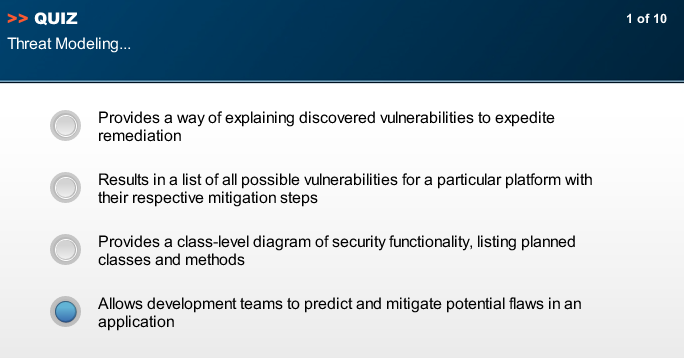 >> QUIZ
1 of 10
Threat Modeling...
Provides a way of explaining discovered vulnerabilities to expedite
remediation
Results in a list of all possible vulnerabilities for a particular platform with
their respective mitigation steps
Provides a class-level diagram of security functionality, listing planned
classes and methods
Allows development teams to predict and mitigate potential flaws in an
application